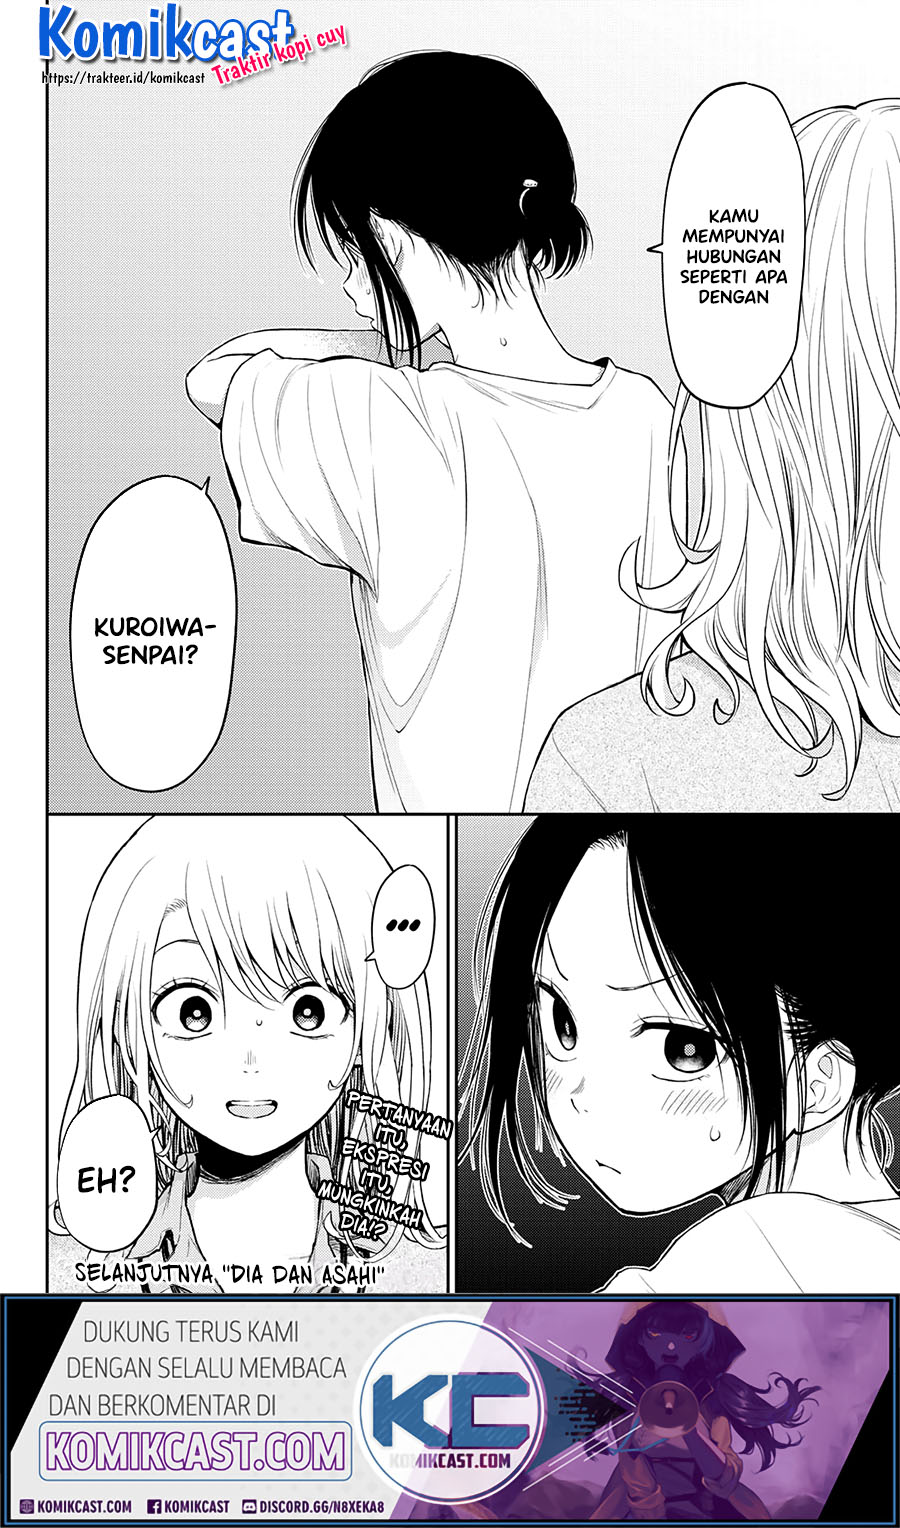 Komikcast
Traktir kopi cuy
https://trakteer.id/komikcast
KAMU
MEMPUNYAI
HUBUNGAN
SEPERTI APA
DENGAN
KUROIWA-
SENPAI?
...
EH?
PERTANYAAN
ITU,
EKSPRESI
ITU,
MUNGKINKAH
DIA!?
SELANJUTNYA "DIA DAN ASAHI"
DUKUNG TERUS KAMI
DENGAN SELALU MEMBACA
DAN BERKOMENTAR DI
KOMIKCAST.COM
KC
KOMIKCAST.COM
KOMIKCAST.COM
KOMIKCAST
DISCORD.GG/N8XEKA8